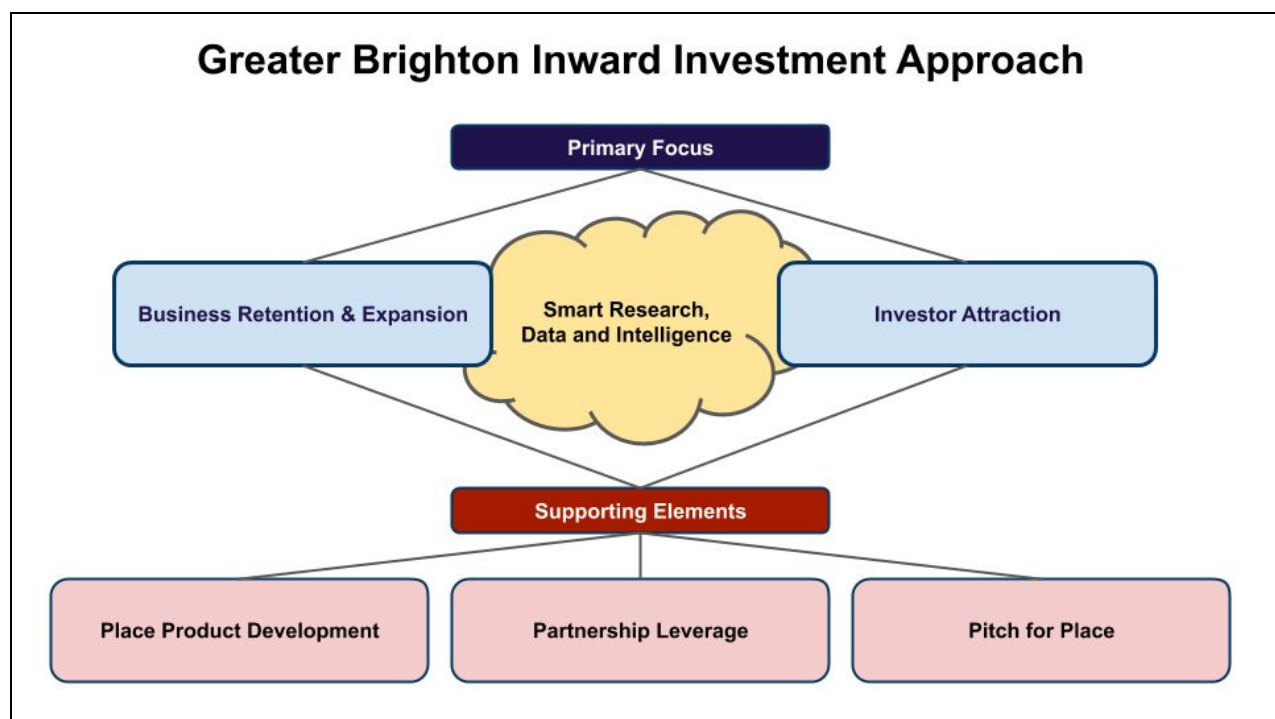 Greater Brighton Inward Investment Approach
Primary Focus
Business Retention & Expansion
Smart Research,
Data and Intelligence
Investor Attraction
Supporting Elements
Place Product Development
Partnership Leverage
Pitch for Place